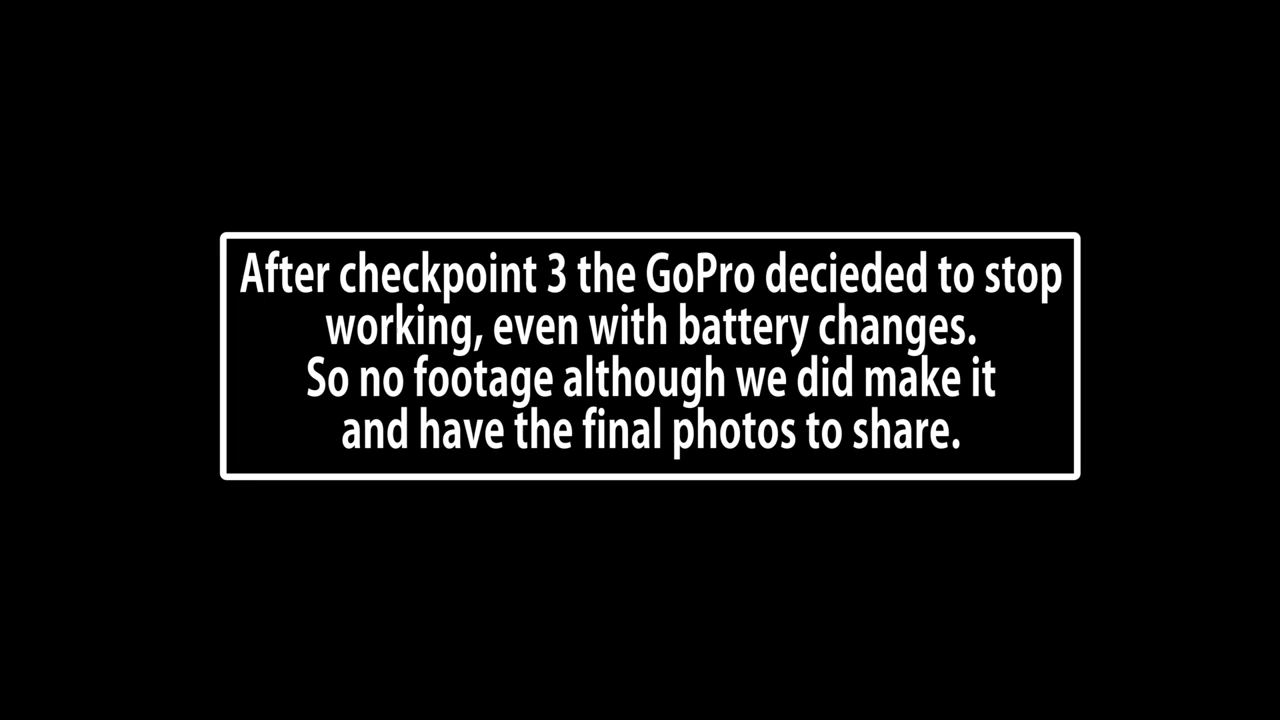 After checkpoint 3 the GoPro decieded to stop
working, even with battery changes.
So no footage although we did make it
and have the final photos to share.